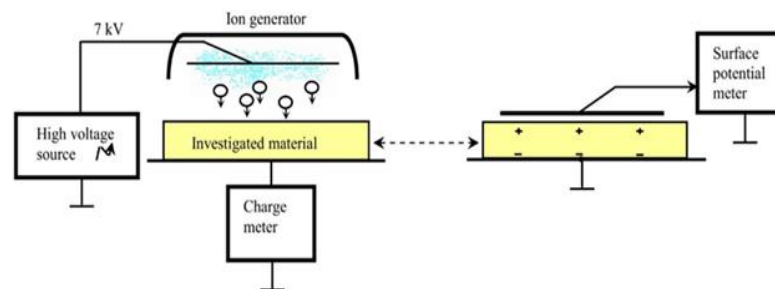 Ion generator
7 kV
Surface
potential
meter
High voltage
source
Investigated material
+ + +
- - -
Charge
meter